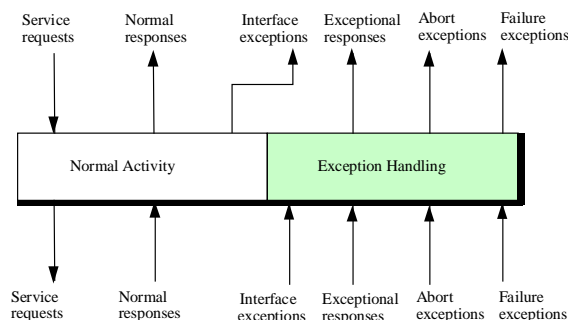 Service
requests
Normal
responses
Interface
exceptions
Exceptional
responses
Abort
exceptions
Failure
exceptions
Normal Activity
Exception Handling
Service
requests
Normal
responses
Interface
exceptions
Exceptional
responses
Abort
exceptions
Failure
exceptions